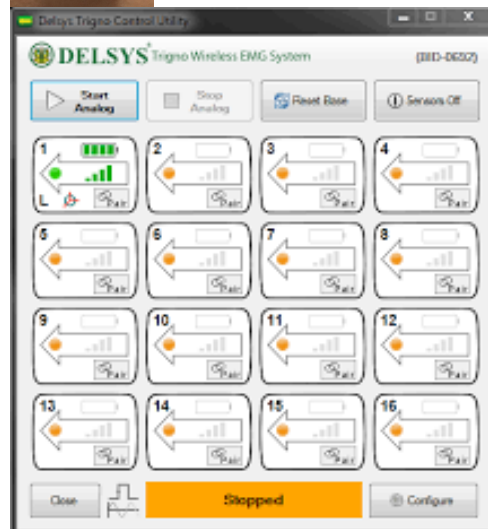 Delsys Trigno Control Utility
DELSYS Trigno Wireless EMG System (BID-0692)
Start Analog
Stop Analog
Reset Base
Sensors Off
1 2 3 4
L Pair Pair Pair Pair
5 6 7 8
Pair Pair Pair Pair
9 10 11 12
Pair Pair Pair Pair
13 14 15 16
Pair Pair Pair Pair
Close Stopped Configure